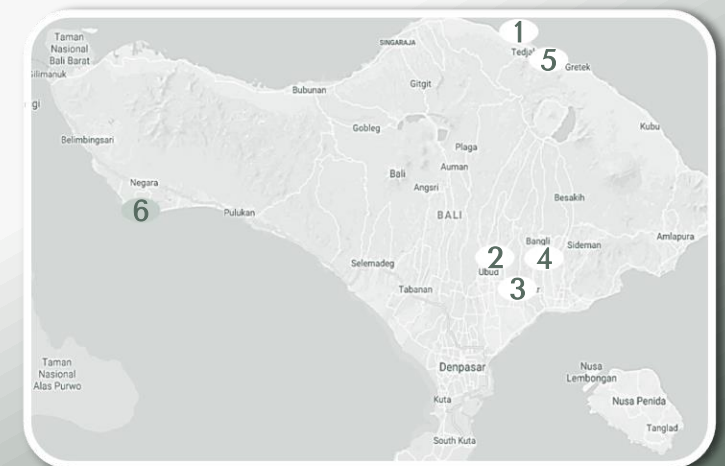 Taman
Nasional
Bali Barat
Gilimanuk
gi
SINGARAJA
1
Tedja
5
Gretek
Bubunan
Gitgit
Gobleg
Kubu
Belimbingsari
Plaga
Auman
Bali
Angsri
Negara
Besakih
6
Pulukan
BALI
Amlapura
Bangli
Sideman
2
4
Ubud
Selemadeg
3
r
Tabanan
Denpasar
Taman
Nasional
Alas Purwo
Nusa
Lembongan
Kuta
Nusa Penida
Tanglad
South Kuta